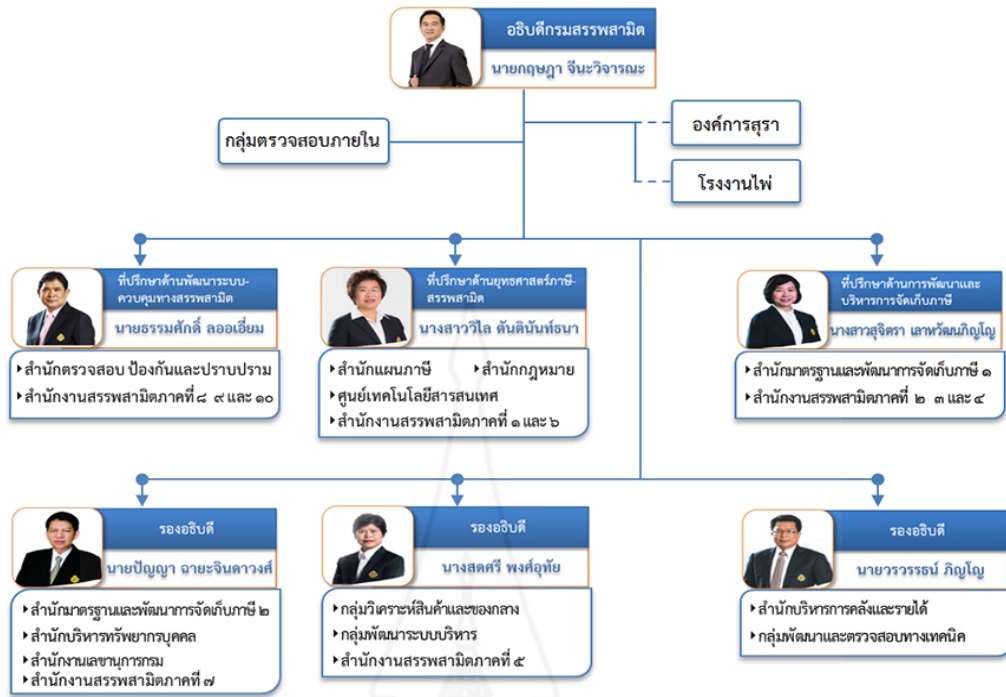 อธิบดีกรมสรรพสามิต
นายกฤษฎา จีนะวิจารณะ
กลุ่มตรวจสอบภายใน
องค์การสุรา
โรงงานไพ่
ที่ปรึกษาด้านพัฒนาระบบ-
ควบคุมทางสรรพสามิต
นายธรรมศักดิ์ ลออเอี่ยม
สำนักตรวจสอบ ป้องกันและปราบปราม
สำนักงานสรรพสามิตภาคที่ ๘ ๙ และ ๑๐
ที่ปรึกษาด้านยุทธศาสตร์ภาษี-
สรรพสามิต
นางสาววิไล ตันตินันท์ธนา
สำนักแผนภาษี สำนักกฎหมาย
ศูนย์เทคโนโลยีสารสนเทศ
สำนักงานสรรพสามิตภาคที่ ๑ และ ๖
ที่ปรึกษาด้านการพัฒนาและ
บริหารการจัดเก็บภาษี
นางสาวสุจิตรา เลาหวัฒนภิญโญ
สำนักมาตรฐานและพัฒนาการจัดเก็บภาษี ๑
สำนักงานสรรพสามิตภาคที่ ๒ ๓ และ ๔
รองอธิบดี
นายปัญญา ฉายะจินดาวงศ์
สำนักมาตรฐานและพัฒนาการจัดเก็บภาษี ๒
สำนักบริหารทรัพยากรบุคคล
สำนักงานเลขานุการกรม
สำนักงานสรรพสามิตภาคที่ ๗
รองอธิบดี
นางสดศรี พงศ์อุทัย
กลุ่มวิเคราะห์สินค้าและของกลาง
กลุ่มพัฒนาระบบบริหาร
สำนักงานสรรพสามิตภาคที่ ๕
รองอธิบดี
นายวรวรรธน์ ภิญโญ
สำนักบริหารการคลังและรายได้
กลุ่มพัฒนาและตรวจสอบทางเทคนิค